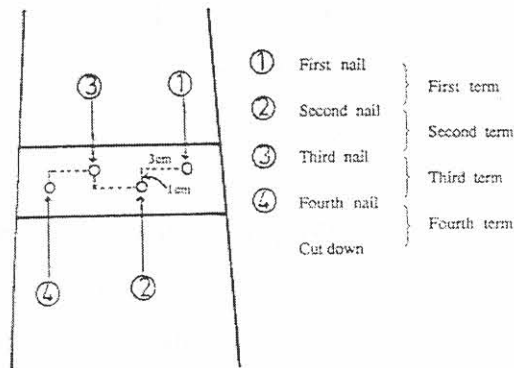 ③ ①
3cm
1cm
④ ②
① First nail
First term
② Second nail
Second term
③ Third nail
Third term
④ Fourth nail
Fourth term
Cut down